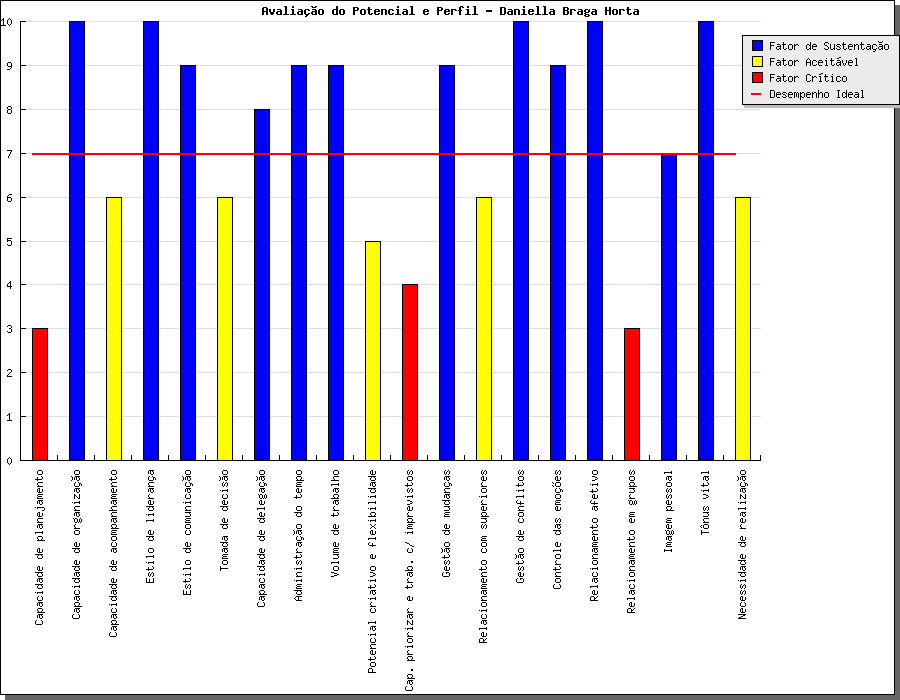 Avaliação do Potencial e Perfil - Daniella Braga Horta
Fator de Sustentação
Fator Aceitável
Fator Crítico
Desempenho Ideal
10
9
8
7
6
5
4
3
2
1
0
Capacidade de planejamento
Capacidade de organização
Capacidade de acompanhamento
Estilo de liderança
Estilo de comunicação
Tomada de decisão
Capacidade de delegação
Administração do tempo
Volume de trabalho
Potencial criativo e flexibilidade
Cap. priorizar e trab. c/ imprevistos
Gestão de mudanças
Relacionamento com superiores
Gestão de conflitos
Controle das emoções
Relacionamento afetivo
Relacionamento em grupos
Imagem pessoal
Tônus vital
Necessidade de realização